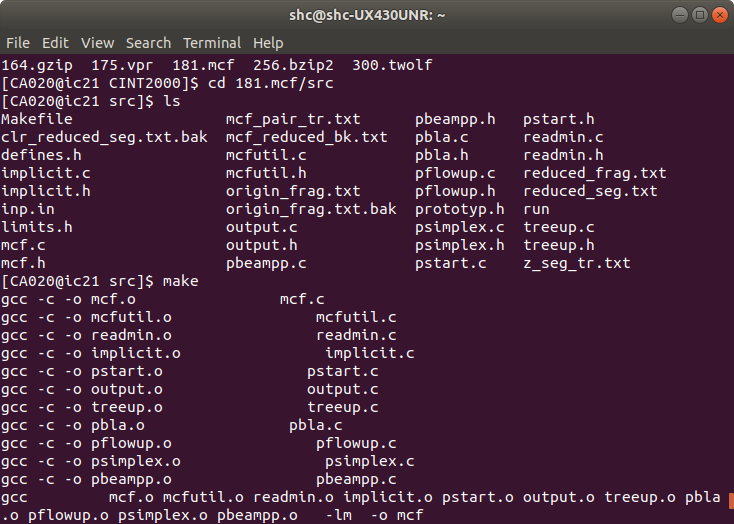 shc@shc-UX430UNR: ~
File Edit View Search Terminal Help
164.gzip  175.vpr  181.mcf  256.bzip2  300.twolf
[CA020@ic21 CINT2000]$ cd 181.mcf/src
[CA020@ic21 src]$ ls
Makefile                 mcf_pair_tr.txt      pbeampp.h   pstart.h
clr_reduced_seg.txt.bak  mcf_reduced_bk.txt   pbla.c      readmin.c
defines.h                mcfutil.c            pbla.h      readmin.h
implicit.c               mcfutil.h            pflowup.c   reduced_frag.txt
implicit.h               origin_frag.txt      pflowup.h   reduced_seg.txt
inp.in                   origin_frag.txt.bak  prototyp.h  run
limits.h                 output.c             psimplex.c  treeup.c
mcf.c                    output.h             psimplex.h  treeup.h
mcf.h                    pbeampp.c            pstart.c    z_seg_tr.txt
[CA020@ic21 src]$ make
gcc -c -o mcf.o                mcf.c
gcc -c -o mcfutil.o                mcfutil.c
gcc -c -o readmin.o                readmin.c
gcc -c -o implicit.o                implicit.c
gcc -c -o pstart.o                pstart.c
gcc -c -o output.o                output.c
gcc -c -o treeup.o                treeup.c
gcc -c -o pbla.o                pbla.c
gcc -c -o pflowup.o                pflowup.c
gcc -c -o psimplex.o                psimplex.c
gcc -c -o pbeampp.o                pbeampp.c
gcc         mcf.o mcfutil.o readmin.o implicit.o pstart.o output.o treeup.o pbla
.o pflowup.o psimplex.o pbeampp.o   -lm  -o mcf